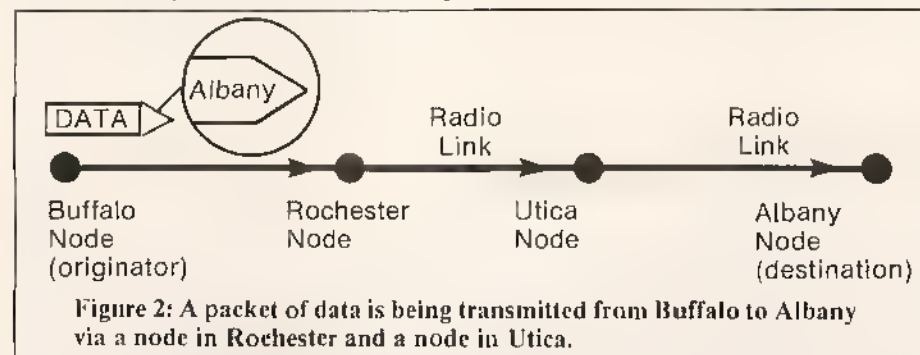 Albany
DATA
Radio
Link
Radio
Link
Buffalo
Node
(originator)
Rochester
Node
Utica
Node
Albany
Node
(destination)
Figure 2: A packet of data is being transmitted from Buffalo to Albany
via a node in Rochester and a node in Utica.